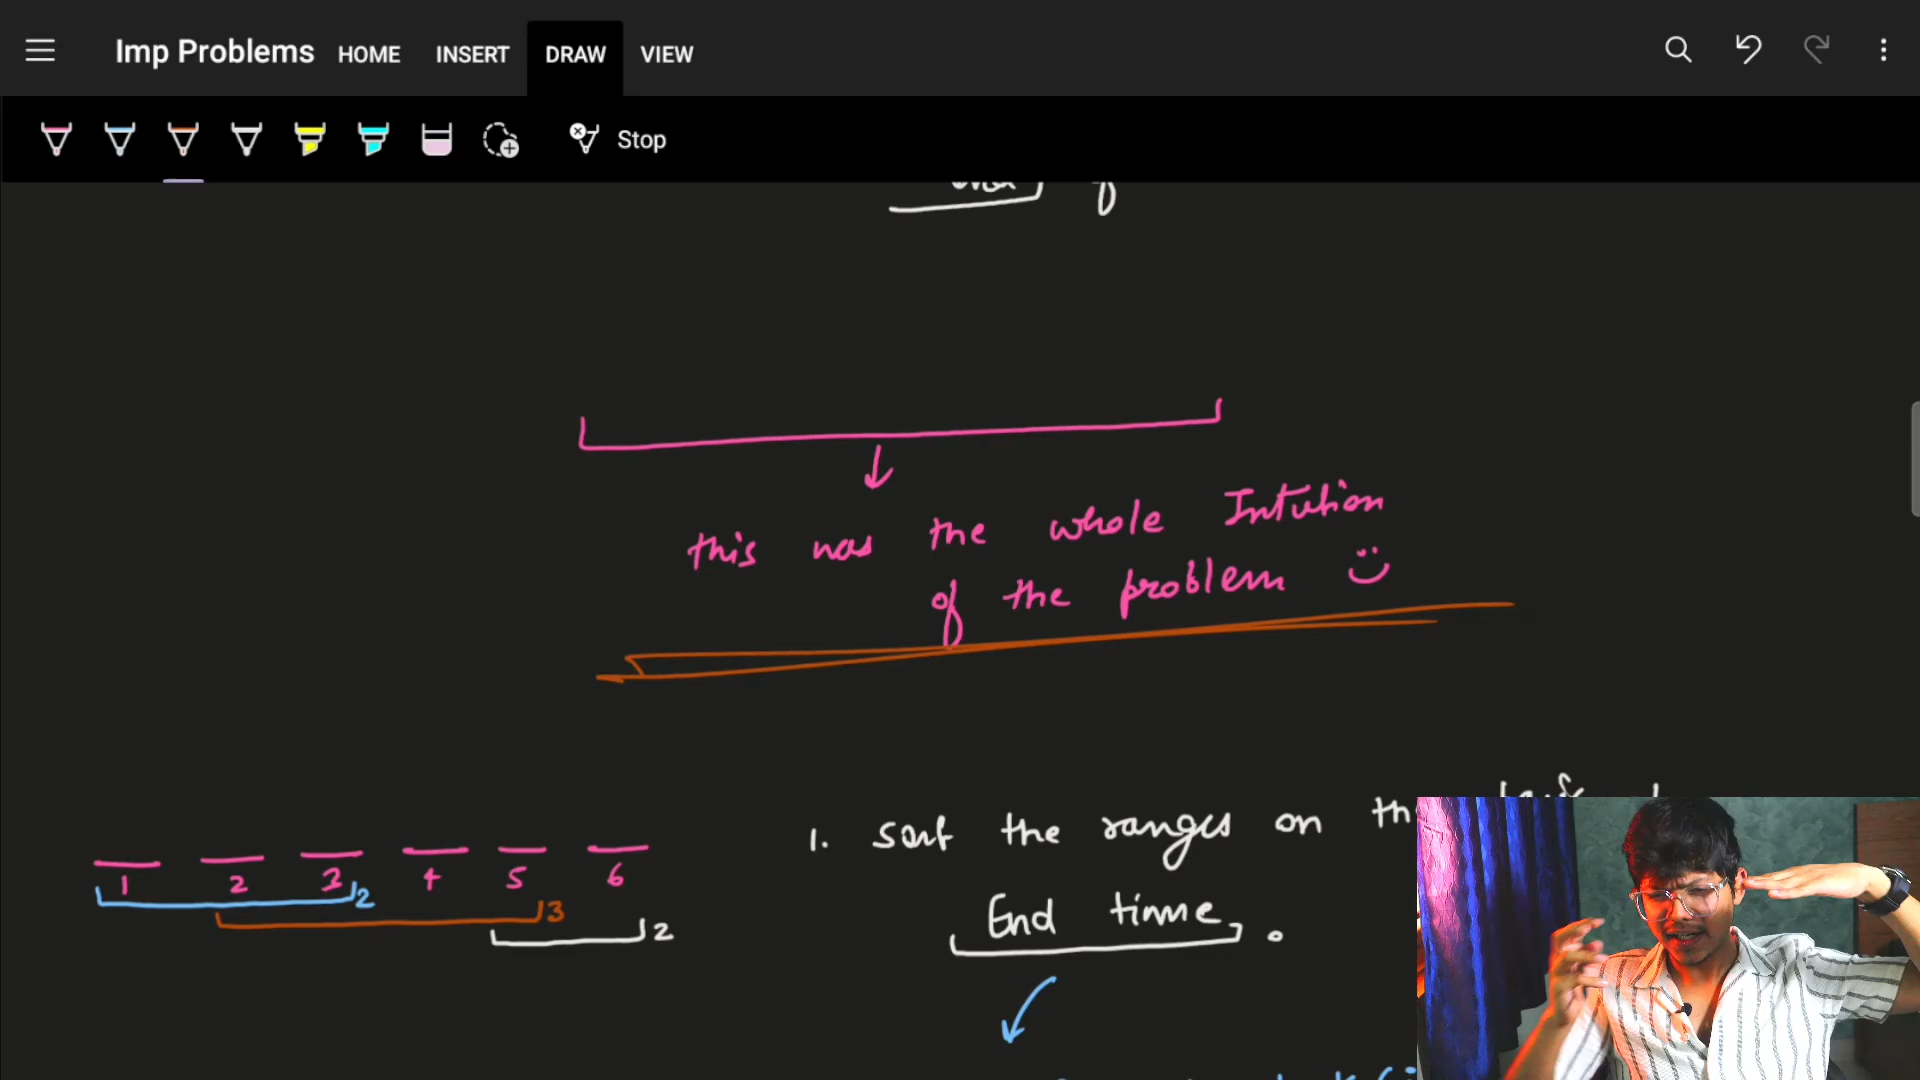 Imp Problems HOME INSERT DRAW VIEW
Stop
this was the whole Intution
of the problem
1. Sort the ranges on
End time .
1 2 3 4 5 6
2
3
2